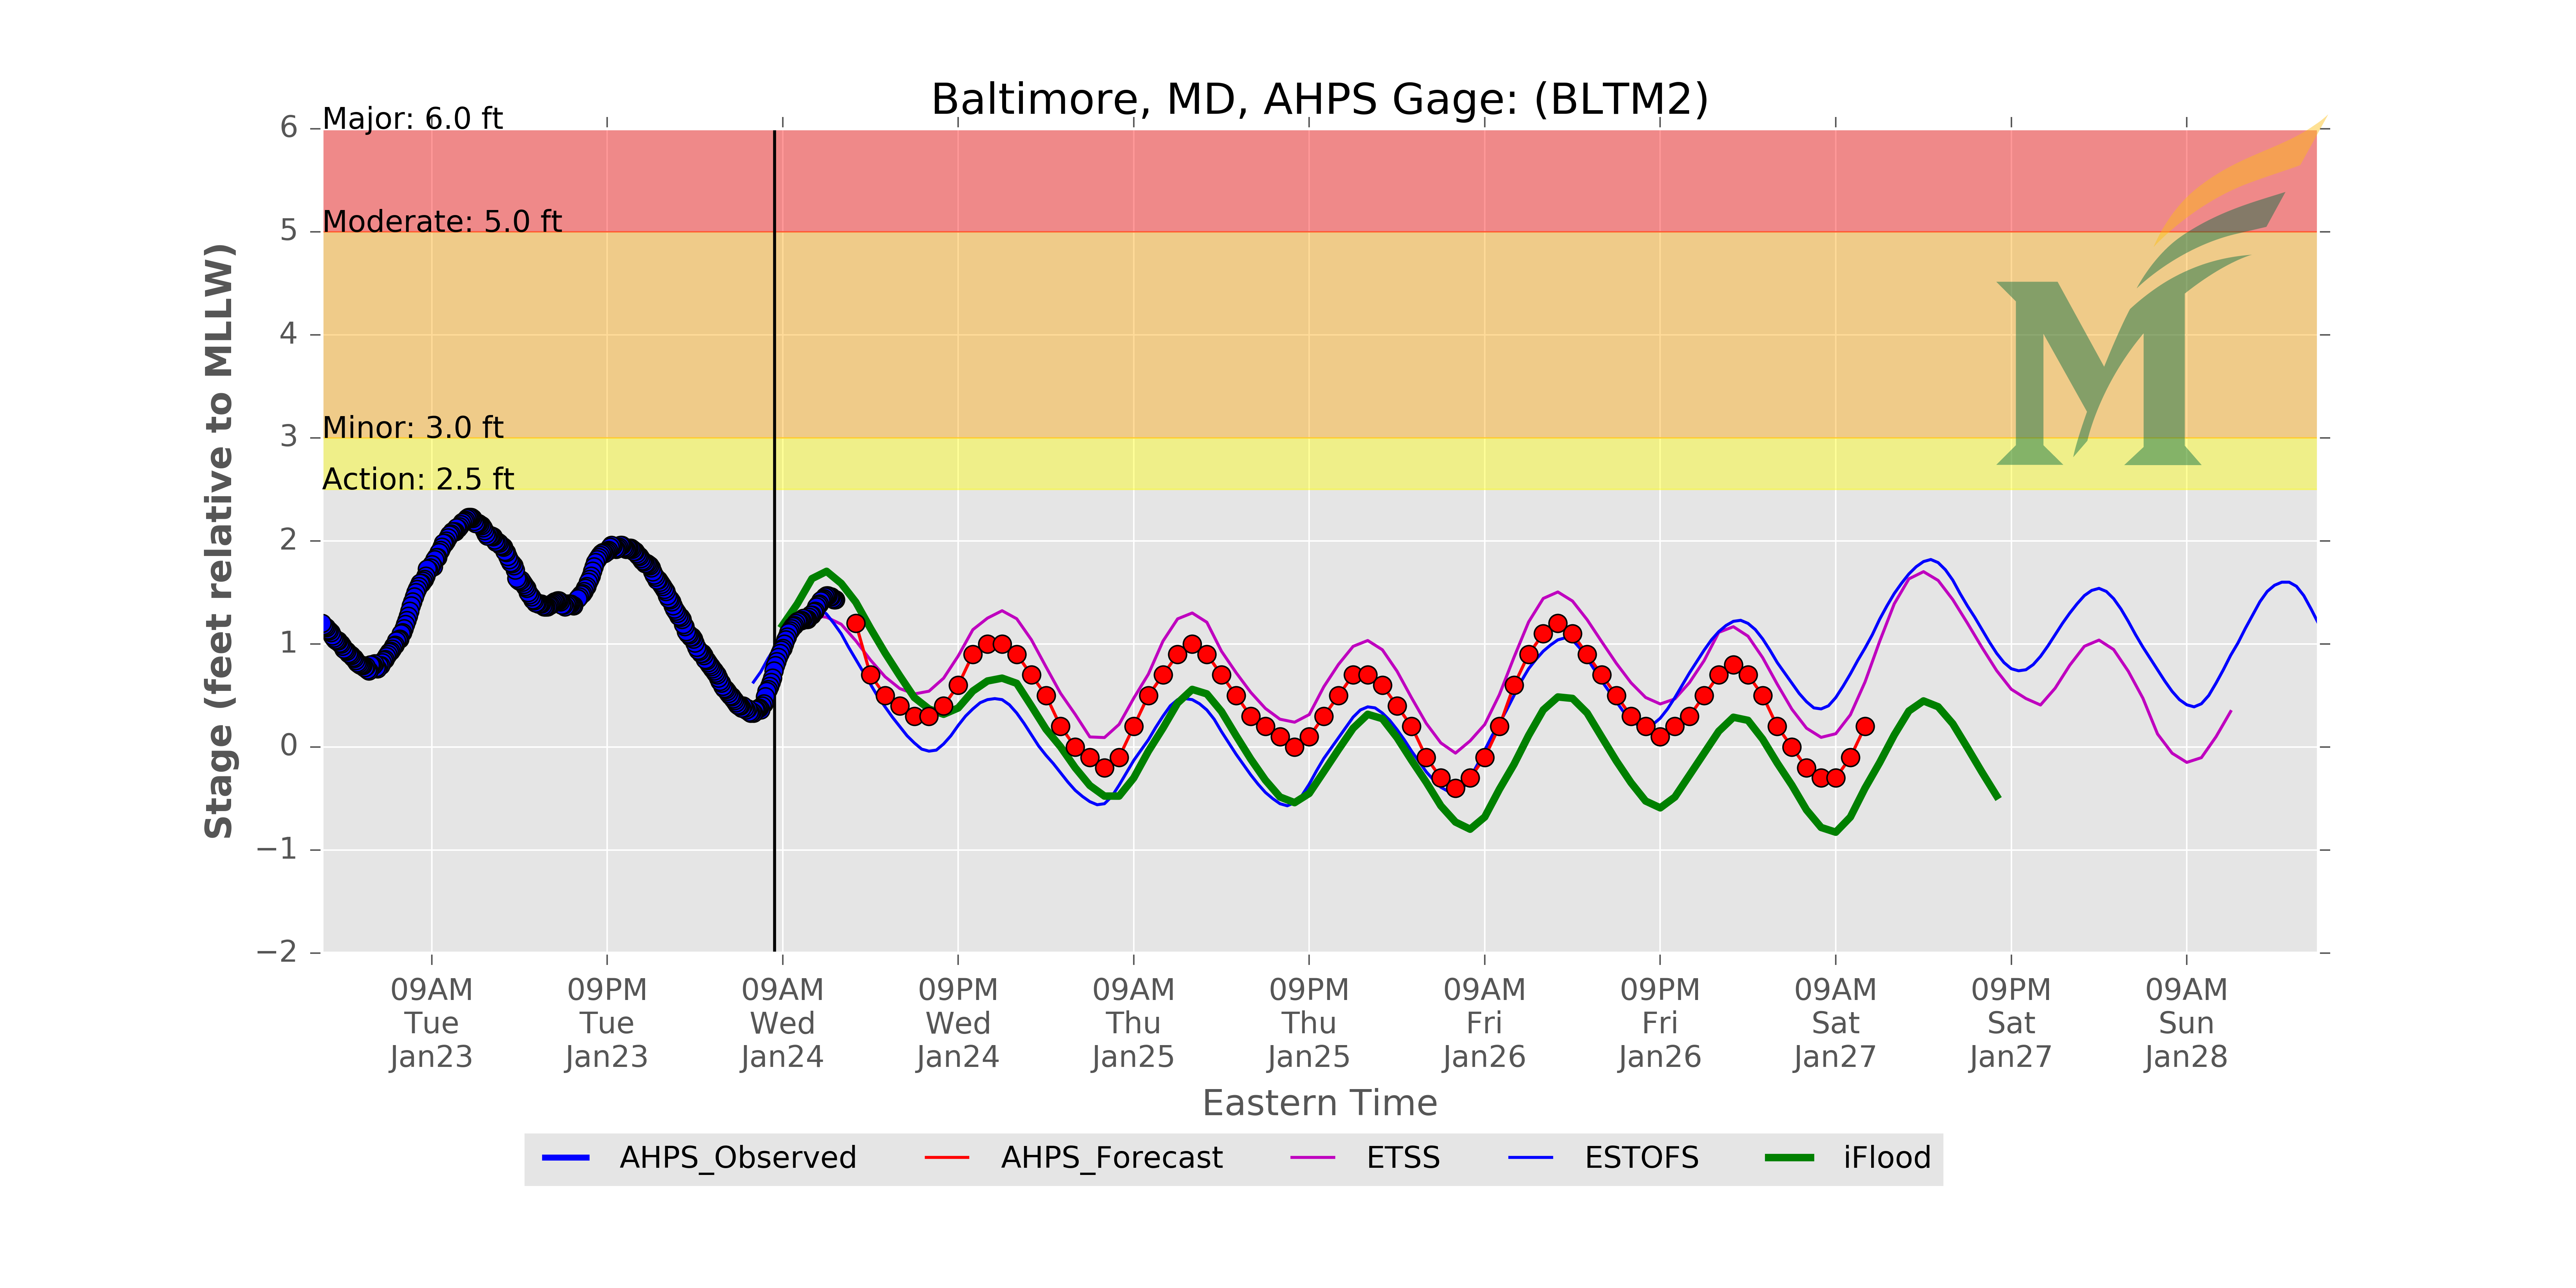 Baltimore, MD, AHPS Gage: (BLTM2)
Major: 6.0 ft
Moderate: 5.0 ft
Minor: 3.0 ft
Action: 2.5 ft
Stage (feet relative to MLLW)
6
5
4
3
2
1
0
−1
−2
09AM 09PM 09AM 09PM 09AM 09PM 09AM 09PM 09AM 09PM 09AM
Tue Tue Wed Wed Thu Thu Fri Fri Sat Sat Sun
Jan23 Jan23 Jan24 Jan24 Jan25 Jan25 Jan26 Jan26 Jan27 Jan27 Jan28
Eastern Time
AHPS_Observed AHPS_Forecast ETSS ESTOFS iFlood
M